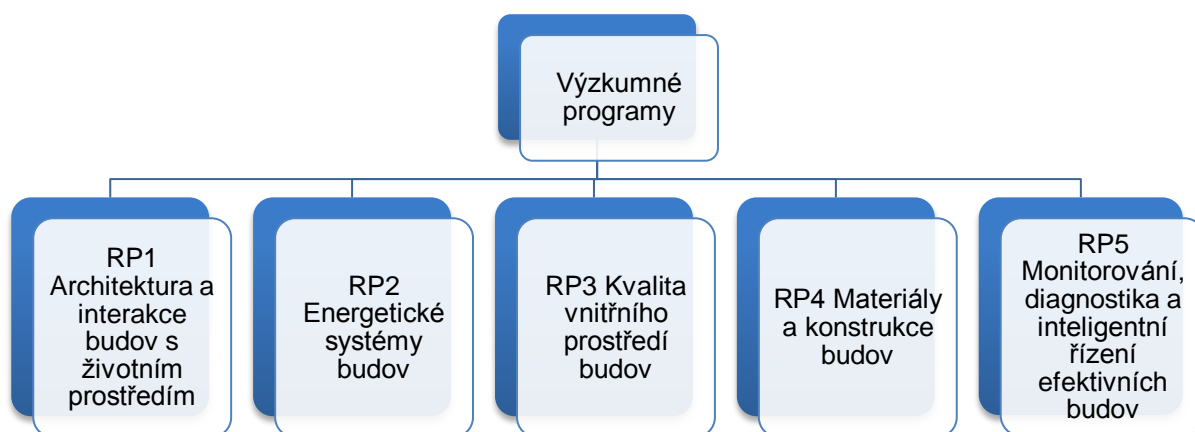 Výzkumné
programy
RP1
Architektura a
interakce
budov s
životním
prostředím
RP2
Energetické
systémy
budov
RP3 Kvalita
vnitřního
prostředí
budov
RP4 Materiály
a konstrukce
budov
RP5
Monitorování,
diagnostika a
inteligentní
řízení
efektivních
budov